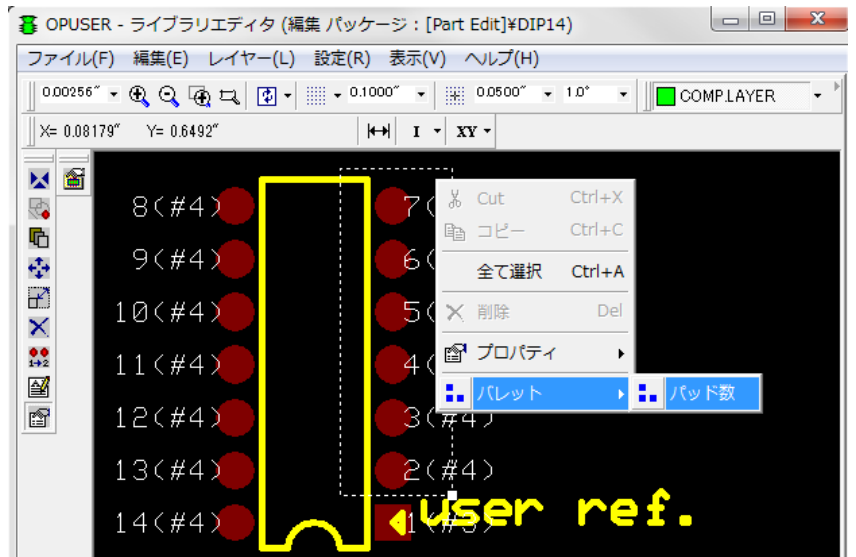 OPUSER - ライブラリエディタ (編集 パッケージ : [Part Edit]¥DIP14)
ファイル(F) 編集(E) レイヤー(L) 設定(R) 表示(V) ヘルプ(H)
0.00256″ 0.1000″ 0.0500″ 1.0° COMP.LAYER
X= 0.08179″ Y= 0.6492″ I XY
8(#4) 7(
Cut Ctrl+X
コピー Ctrl+C
9(#4) 6(
全て選択 Ctrl+A
10(#4) 5(
削除 Del
プロパティ
11(#4) 4(
パレット パッド数
12(#4) 3(#4)
13(#4) 2(#4)
14(#4) 1(#3)
user ref.
1+2